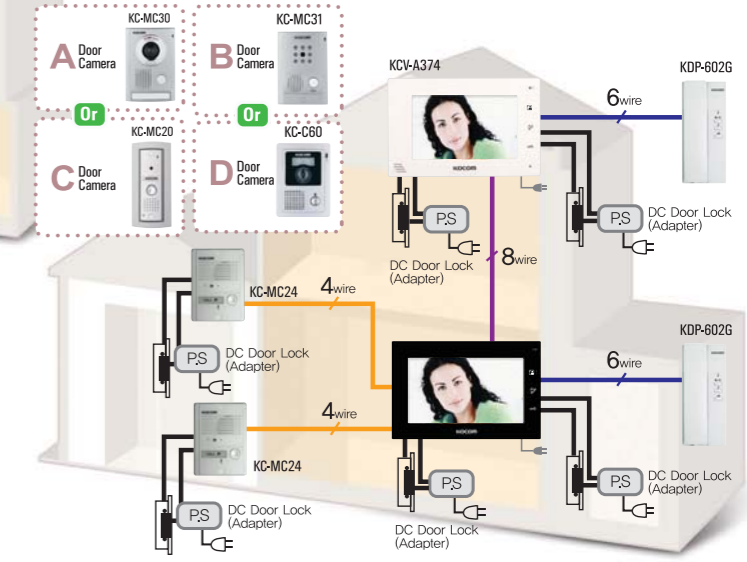 KC-MC30
A Door
Camera
KC-MC31
B Door
Camera
Or
Or
KC-MC20
C Door
Camera
KC-C60
D Door
Camera
KCV-A374
KOCOM
6wire
KDP-602G
P.S
DC Door Lock
(Adapter)
P.S
DC Door Lock
(Adapter)
8wire
KC-MC24
4wire
P.S
DC Door Lock
(Adapter)
KOCOM
6wire
KDP-602G
4wire
KC-MC24
P.S
DC Door Lock
(Adapter)
P.S
DC Door Lock
(Adapter)
P.S
DC Door Lock
(Adapter)